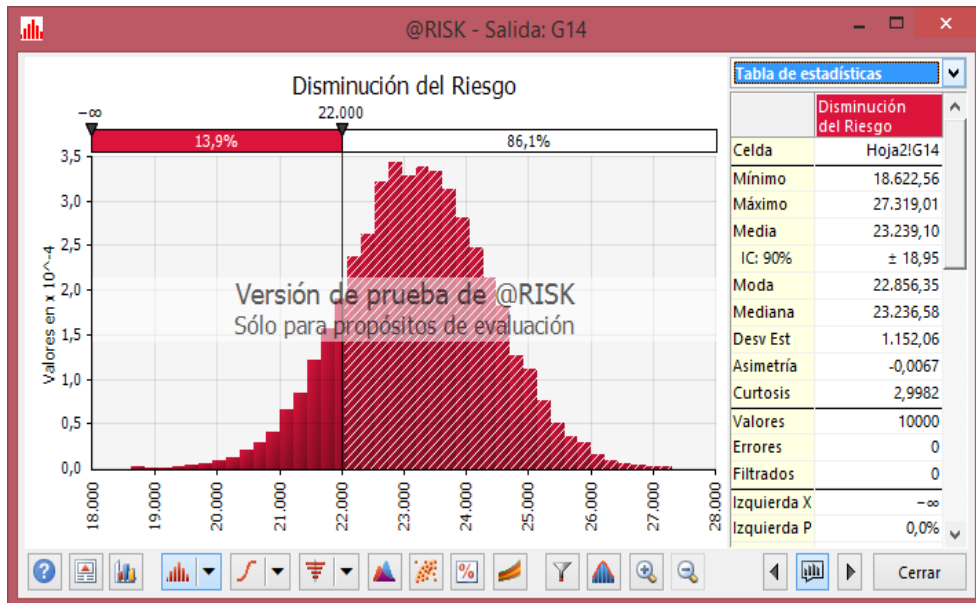 @RISK - Salida: G14
Disminución del Riesgo
−∞
22.000
13,9%
86,1%
3,5
3,0
2,5
2,0
1,5
1,0
0,5
0,0
Valores en x 10^-4
Versión de prueba de @RISK
Sólo para propósitos de evaluación
18.000
19.000
20.000
21.000
22.000
23.000
24.000
25.000
26.000
27.000
28.000
Tabla de estadísticas
Disminución
del Riesgo
Celda Hoja2!G14
Mínimo 18.622,56
Máximo 27.319,01
Media 23.239,10
IC: 90% ± 18,95
Moda 22.856,35
Mediana 23.236,58
Desv Est 1.152,06
Asimetría -0,0067
Curtosis 2,9982
Valores 10000
Errores 0
Filtrados 0
Izquierda X −∞
Izquierda P 0,0%
Cerrar